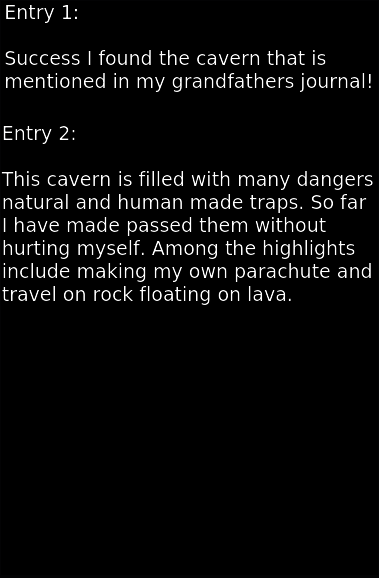 Entry 1:
Success I found the cavern that is
mentioned in my grandfathers journal!
Entry 2:
This cavern is filled with many dangers
natural and human made traps. So far
I have made passed them without
hurting myself. Among the highlights
include making my own parachute and
travel on rock floating on lava.